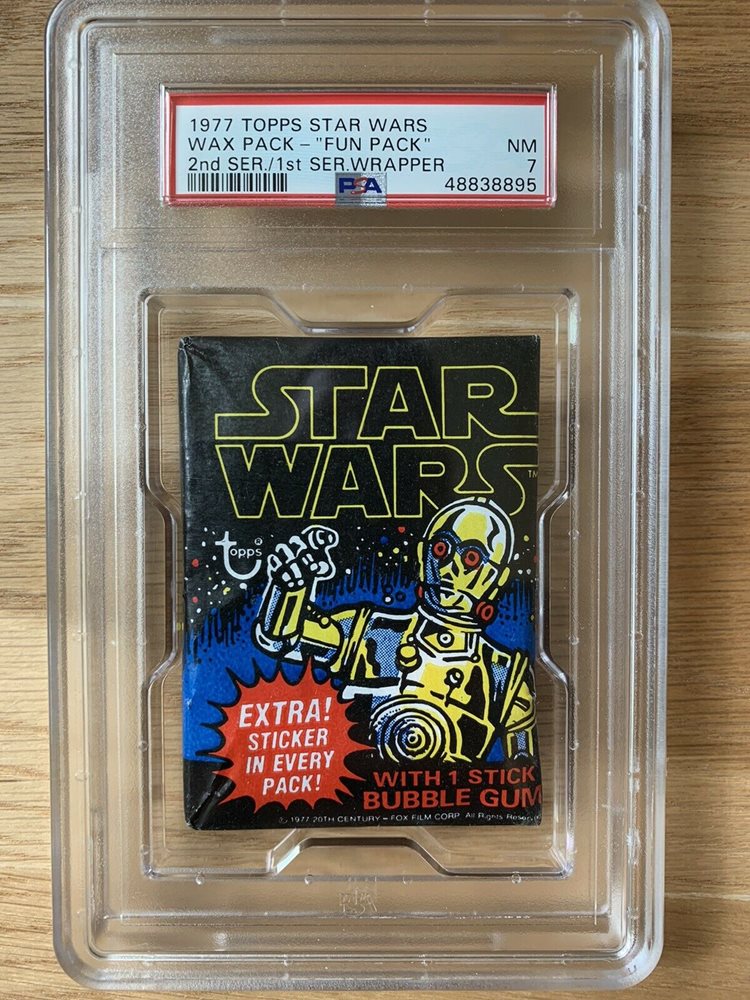 1977 TOPPS STAR WARS
WAX PACK - "FUN PACK" NM
2nd SER./1st SER.WRAPPER 7
PSA 48838895
STAR
WARS
TM
topps®
EXTRA!
STICKER
IN EVERY
PACK!
WITH 1 STICK
BUBBLE GUM
© 1977 20TH CENTURY - FOX FILM CORP. All Rights
PSA